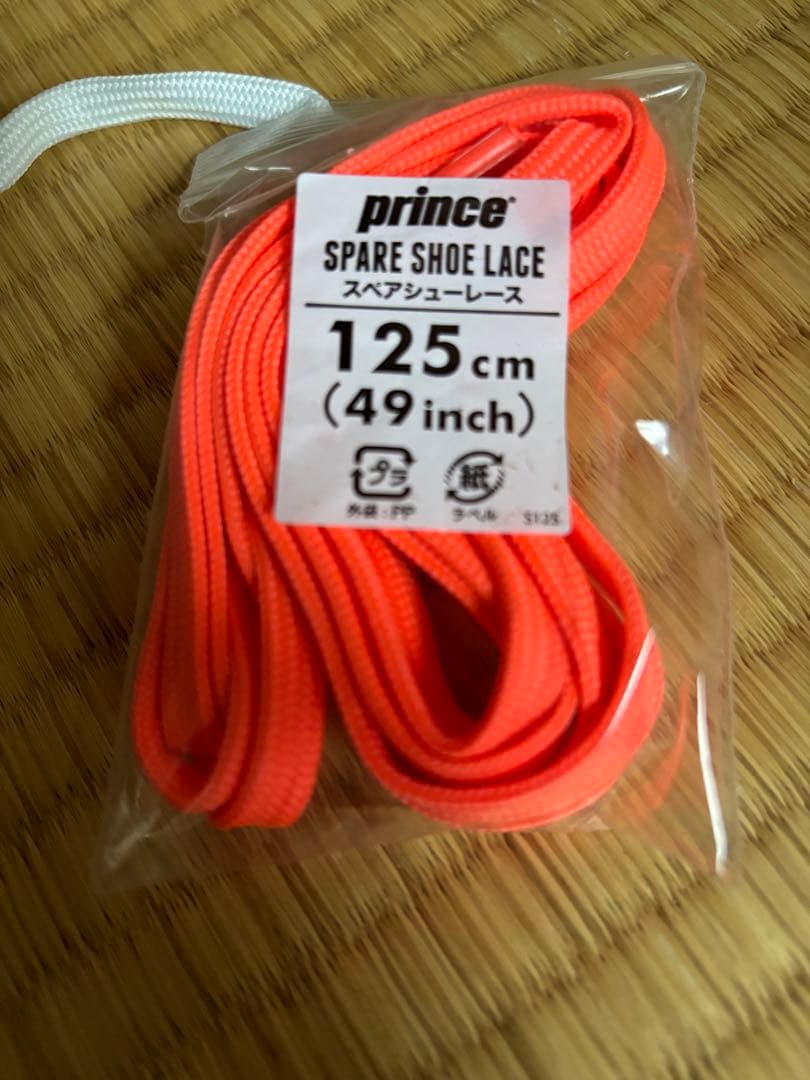 prince
SPARE SHOE LACE
スペアシューレース
125cm
(49inch)
プラ 紙
外袋:PP ラベル S125